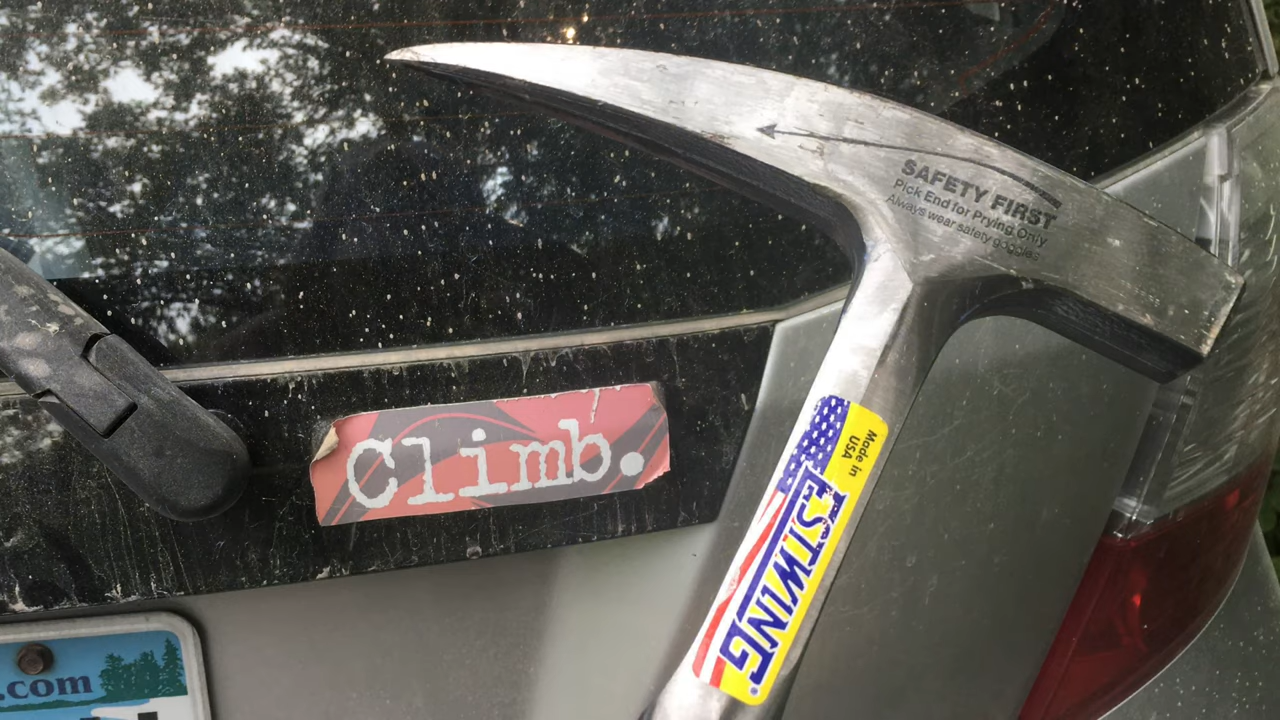 SAFETY FIRST
Pick End for Prying Only
Always wear safety goggles
Climb.
Made in
USA
ESTWING®
.com